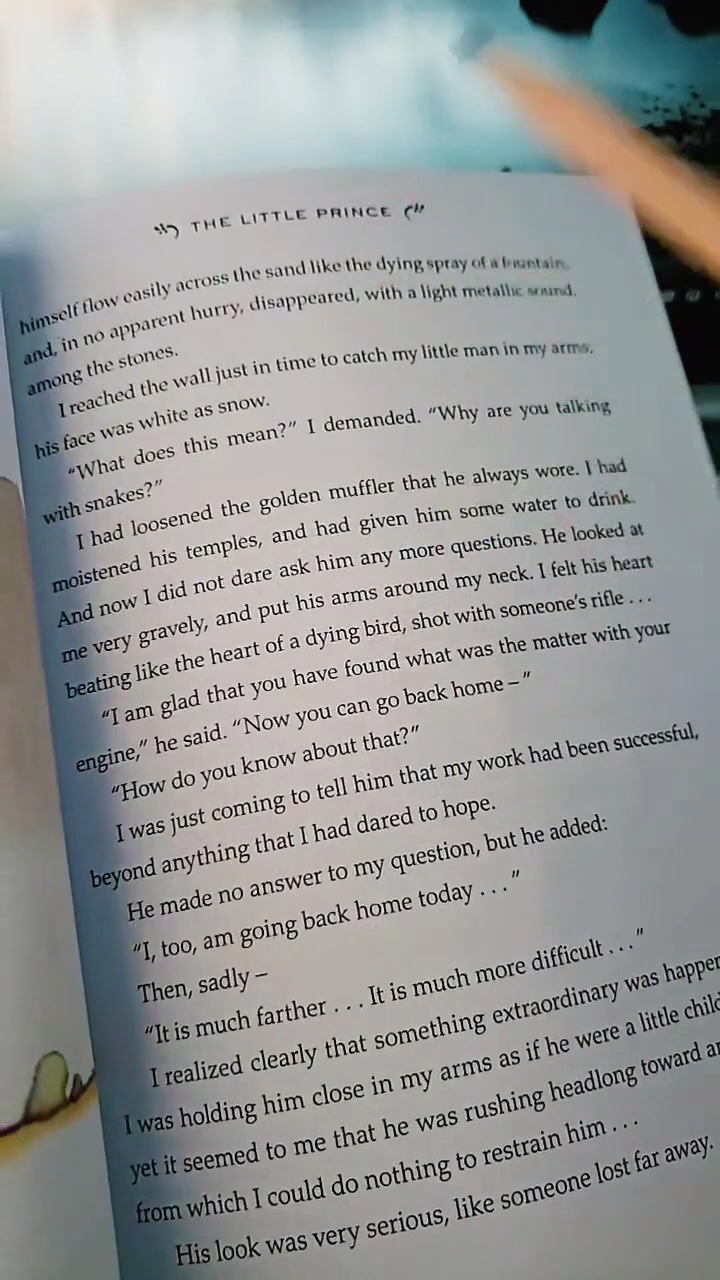 THE LITTLE PRINCE
himself flow easily across the sand like the dying spray of a fountain,
and, in no apparent hurry, disappeared, with a light metallic sound,
among the stones.
I reached the wall just in time to catch my little man in my arms;
his face was white as snow.
“What does this mean?” I demanded. “Why are you talking
with snakes?”
I had loosened the golden muffler that he always wore. I had
moistened his temples, and had given him some water to drink.
And now I did not dare ask him any more questions. He looked at
me very gravely, and put his arms around my neck. I felt his heart
beating like the heart of a dying bird, shot with someone’s rifle . . .
“I am glad that you have found what was the matter with your
engine,” he said. “Now you can go back home – ”
“How do you know about that?”
I was just coming to tell him that my work had been successful,
beyond anything that I had dared to hope.
He made no answer to my question, but he added:
“I, too, am going back home today . . . ”
Then, sadly –
“It is much farther . . . It is much more difficult . . . ”
I realized clearly that something extraordinary was
I was holding him close in my arms as if he were a little
yet it seemed to me that he was rushing headlong toward
from which I could do nothing to restrain him . . .
His look was very serious, like someone lost far away.